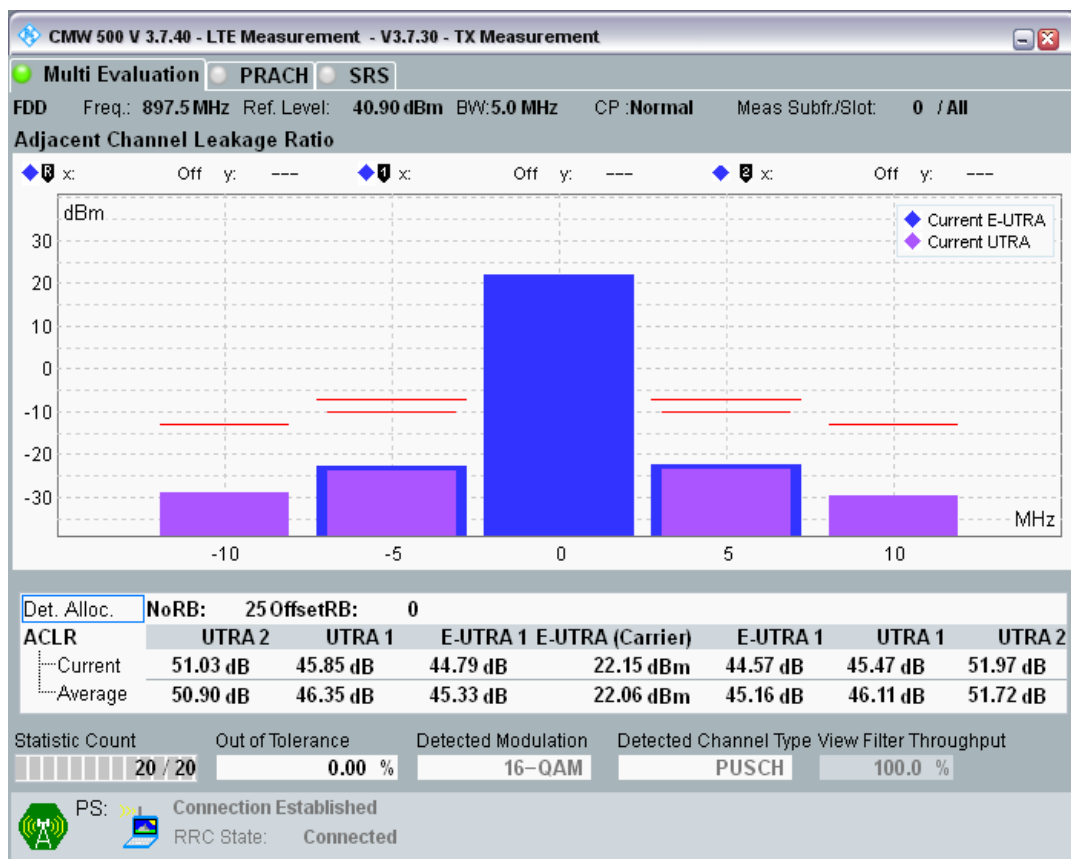 CMW 500 V 3.7.40 - LTE Measurement - V3.7.30 - TX Measurement
Multi Evaluation PRACH SRS
FDD Freq.: 897.5 MHz Ref. Level: 40.90 dBm BW:5.0 MHz CP :Normal Meas Subfr./Slot: 0 / All
Adjacent Channel Leakage Ratio
R x: Off y: --- 1 x: Off y: --- 2 x: Off y: ---
dBm
Current E-UTRA
Current UTRA
30
20
10
0
-10
-20
-30
MHz
-10 -5 0 5 10
Det. Alloc. NoRB: 25 OffsetRB: 0
ACLR UTRA 2 UTRA 1 E-UTRA 1 E-UTRA (Carrier) E-UTRA 1 UTRA 1 UTRA 2
Current 51.03 dB 45.85 dB 44.79 dB 22.15 dBm 44.57 dB 45.47 dB 51.97 dB
Average 50.90 dB 46.35 dB 45.33 dB 22.06 dBm 45.16 dB 46.11 dB 51.72 dB
Statistic Count Out of Tolerance Detected Modulation Detected Channel Type View Filter Throughput
20 / 20 0.00 % 16-QAM PUSCH 100.0 %
PS: Connection Established
RRC State: Connected